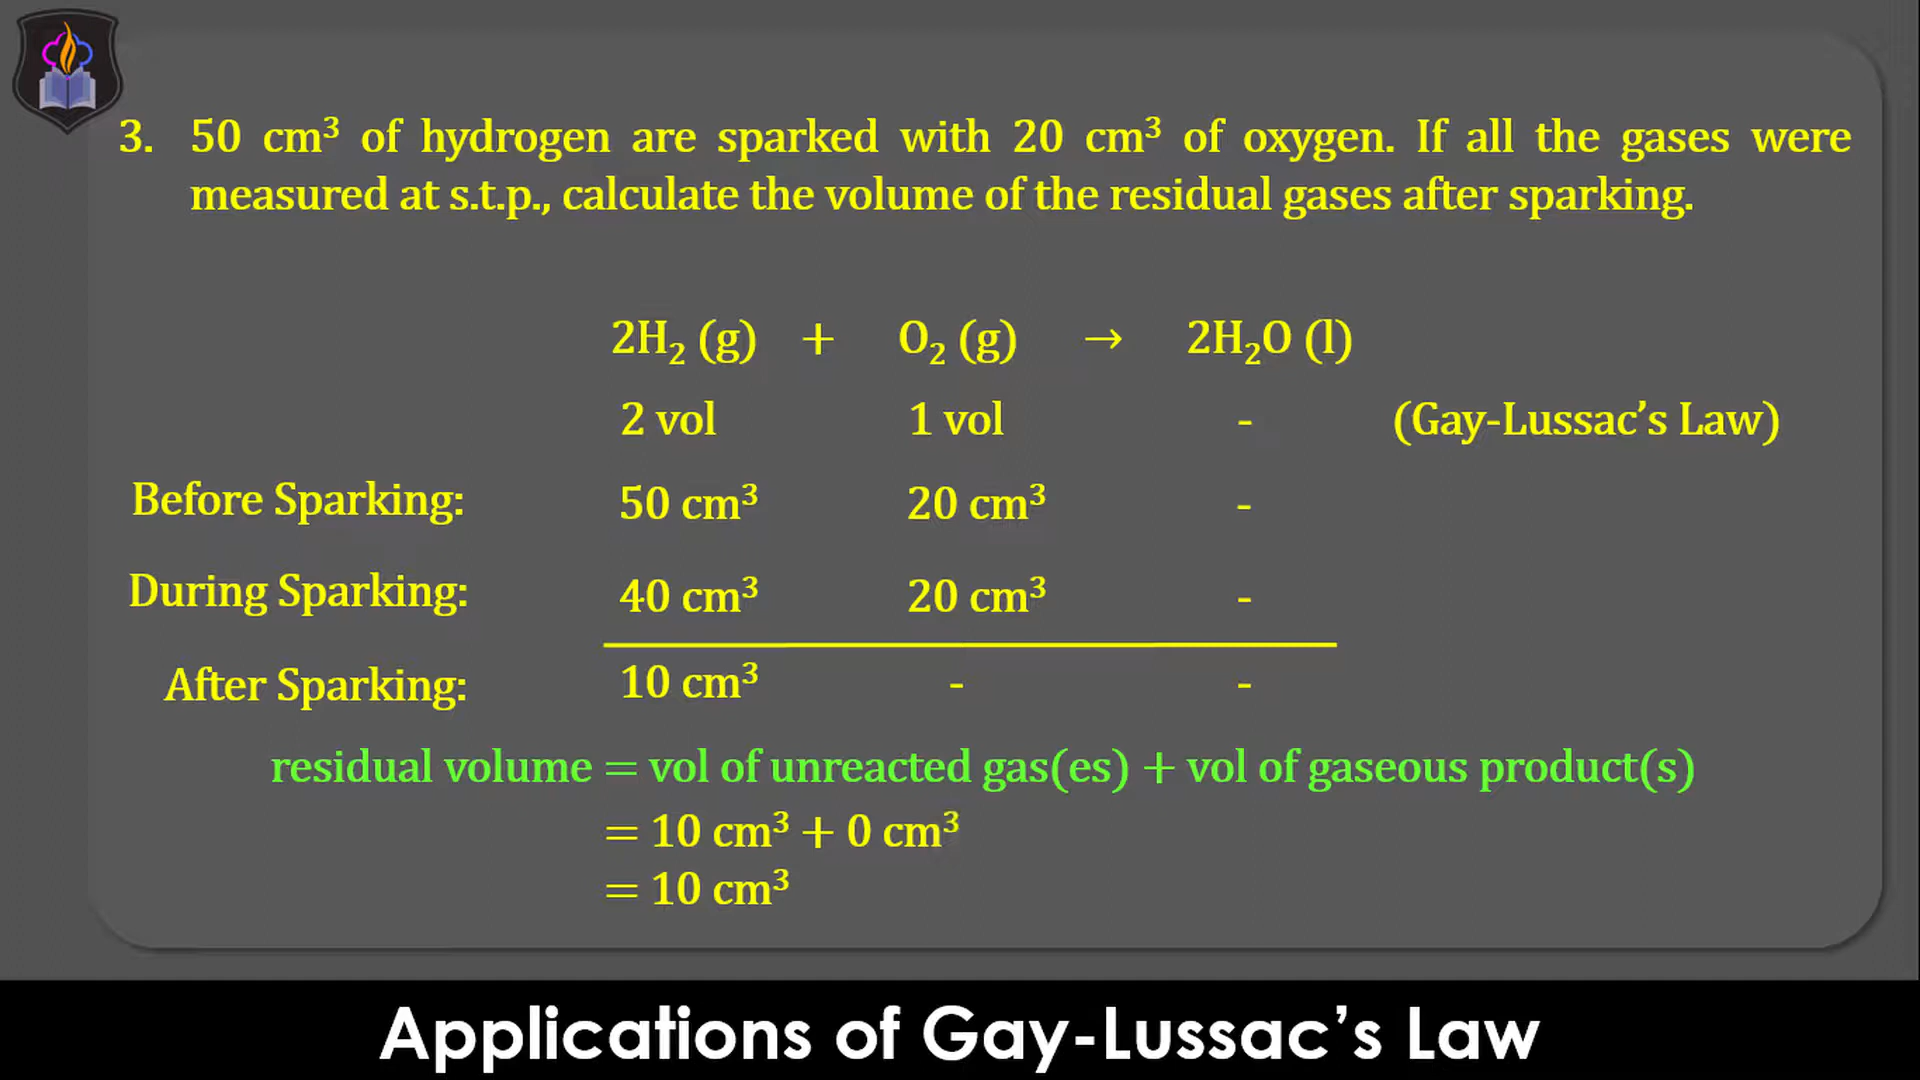 3. 50 cm³ of hydrogen are sparked with 20 cm³ of oxygen. If all the gases were
measured at s.t.p., calculate the volume of the residual gases after sparking.
2H₂ (g) + O₂ (g) → 2H₂O (l)
2 vol 1 vol - (Gay-Lussac’s Law)
Before Sparking: 50 cm³ 20 cm³ -
During Sparking: 40 cm³ 20 cm³ -
After Sparking: 10 cm³ - -
residual volume = vol of unreacted gas(es) + vol of gaseous product(s)
= 10 cm³ + 0 cm³
= 10 cm³
Applications of Gay-Lussac’s Law